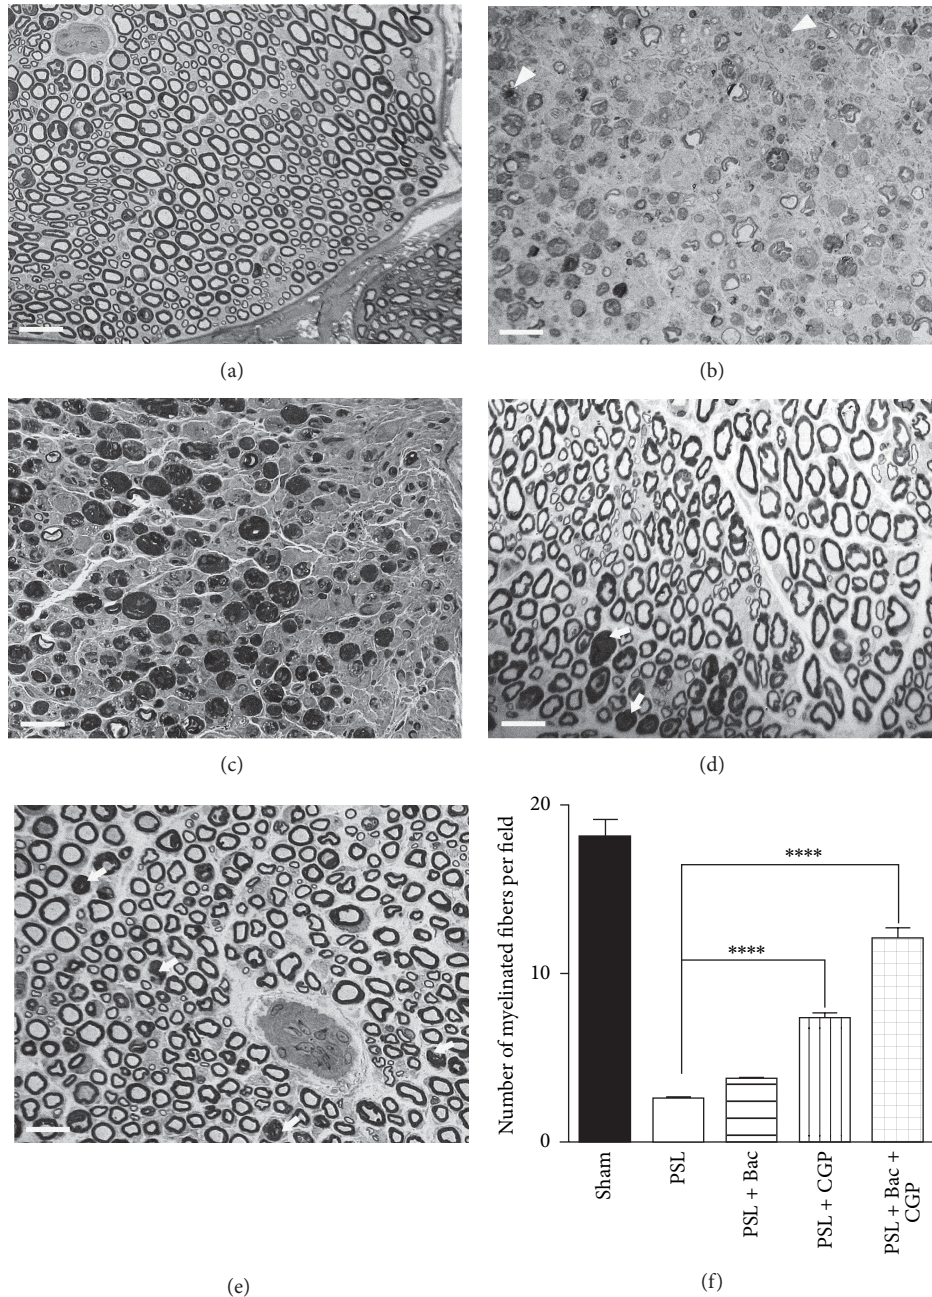 (a)
(b)
(c)
(d)
(e)
20
10
0
Number of myelinated fibers per field
****
****
Sham
PSL
PSL + Bac
PSL + CGP
PSL + Bac +
CGP
(f)